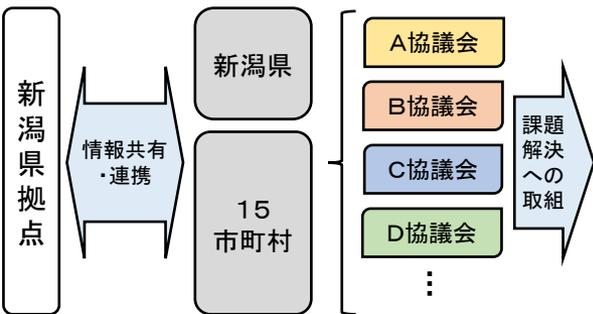 新潟県拠点
情報共有
・連携
新潟県
15
市町村
A協議会
B協議会
C協議会
D協議会
⋮
課題
解決
への
取組